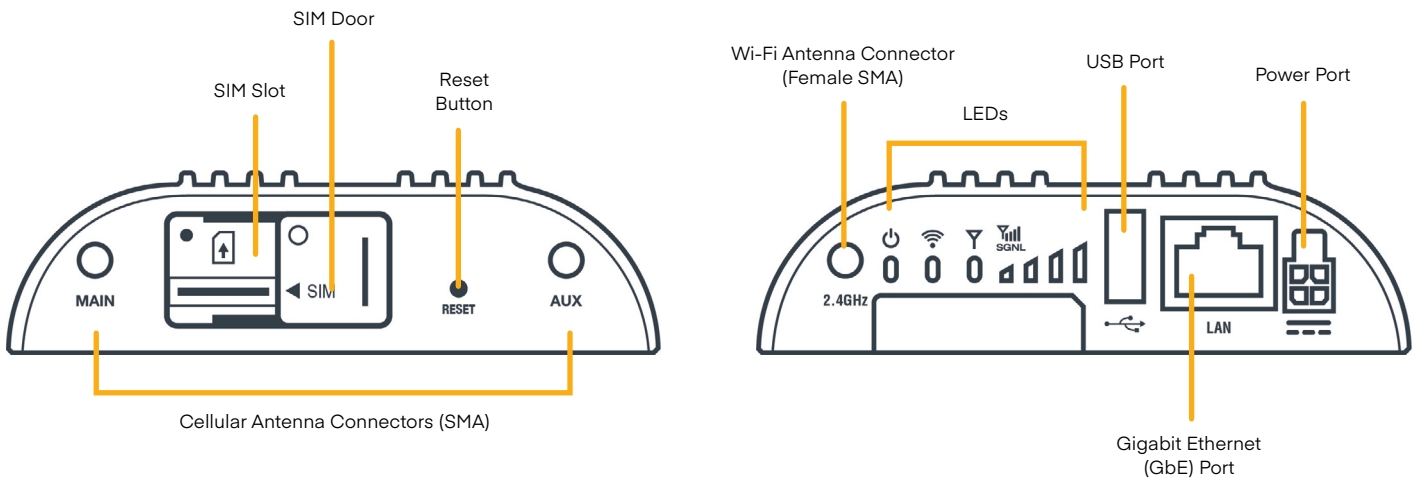 SIM Door
SIM Slot
Reset
Button
MAIN
SIM
RESET
AUX
Cellular Antenna Connectors (SMA)
Wi-Fi Antenna Connector
(Female SMA)
LEDs
USB Port
Power Port
SGNL
2.4GHz
LAN
Gigabit Ethernet
(GbE) Port